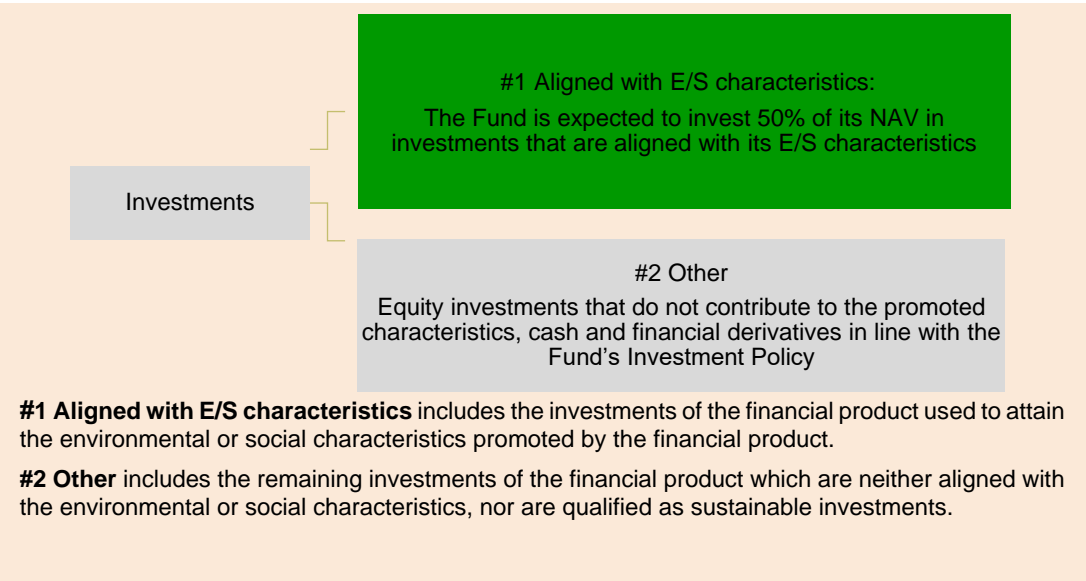 #1 Aligned with E/S characteristics:
The Fund is expected to invest 50% of its NAV in
investments that are aligned with its E/S characteristics
Investments
#2 Other
Equity investments that do not contribute to the promoted
characteristics, cash and financial derivatives in line with the
Fund's Investment Policy
#1 Aligned with E/S characteristics includes the investments of the financial product used to attain
the environmental or social characteristics promoted by the financial product.
#2 Other includes the remaining investments of the financial product which are neither aligned with
the environmental or social characteristics, nor are qualified as sustainable investments.